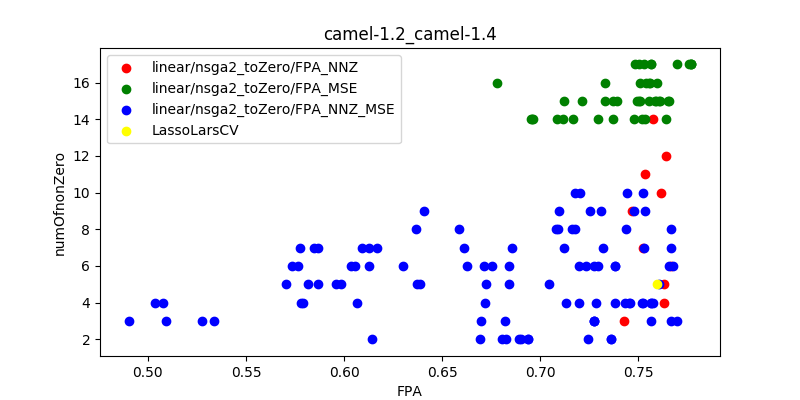 camel-1.2_camel-1.4
linear/nsga2_toZero/FPA_NNZ
linear/nsga2_toZero/FPA_MSE
linear/nsga2_toZero/FPA_NNZ_MSE
LassoLarsCV
numOfnonZero
16
14
12
10
8
6
4
2
0.50 0.55 0.60 0.65 0.70 0.75
FPA